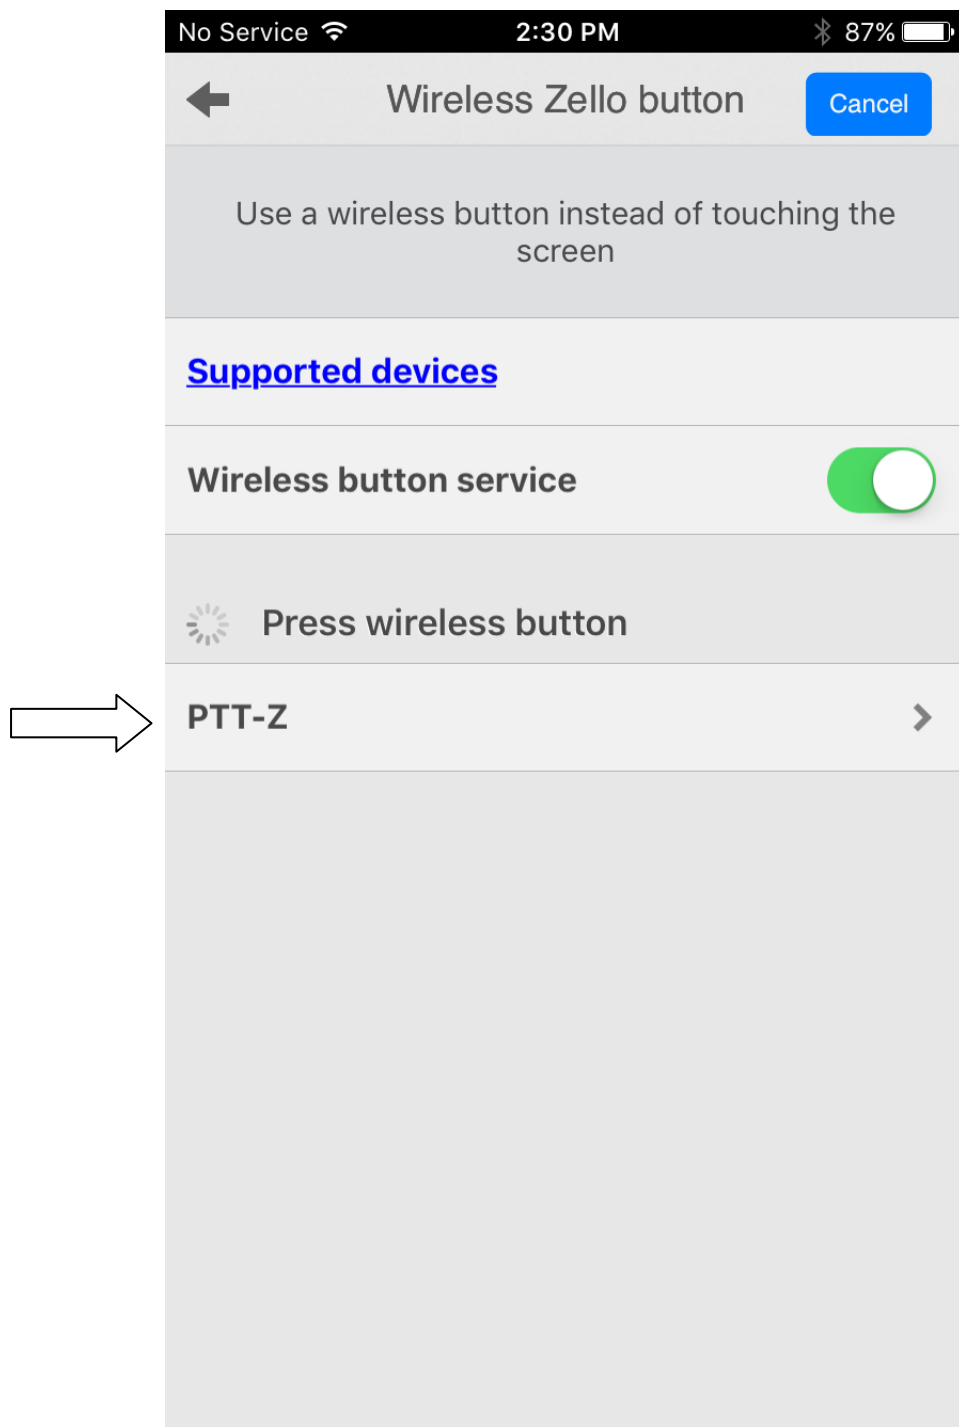 No Service 2:30 PM 87%
Wireless Zello button Cancel
Use a wireless button instead of touching the
screen
Supported devices
Wireless button service
Press wireless button
PTT-Z